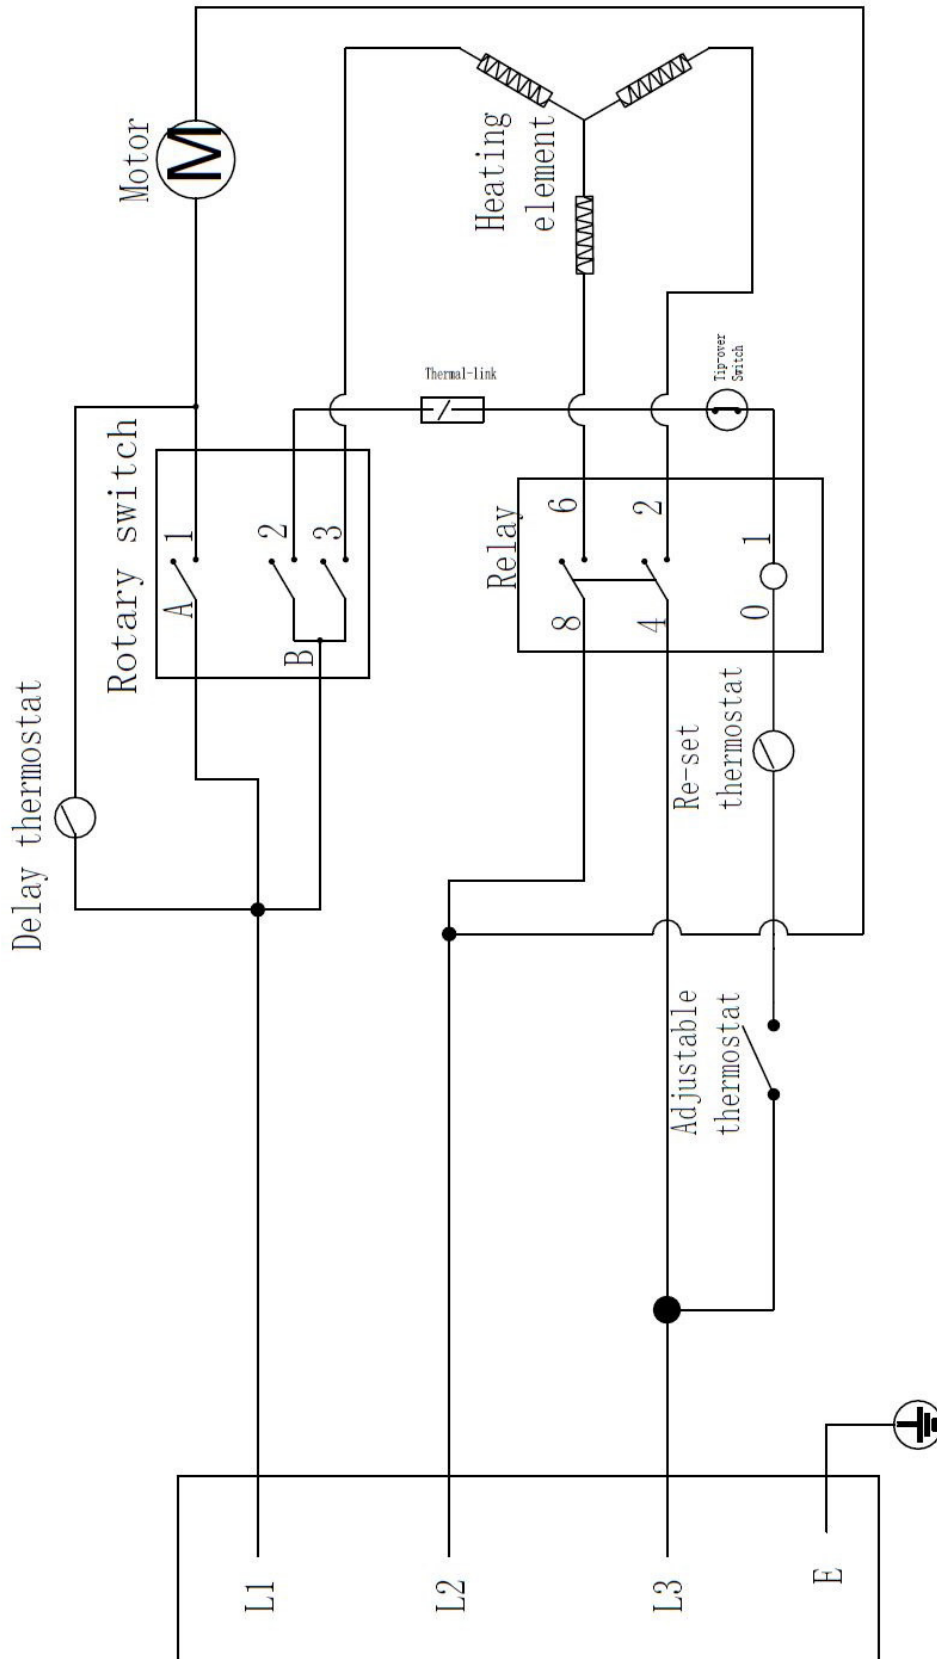 Motor
M
Heating
element
Thermal-link
Tip-over
Switch
Rotary switch
A
1
B
2
3
Relay
8
6
4
2
0
1
Delay thermostat
Re-set
thermostat
Adjustable
thermostat
L1
L2
L3
E